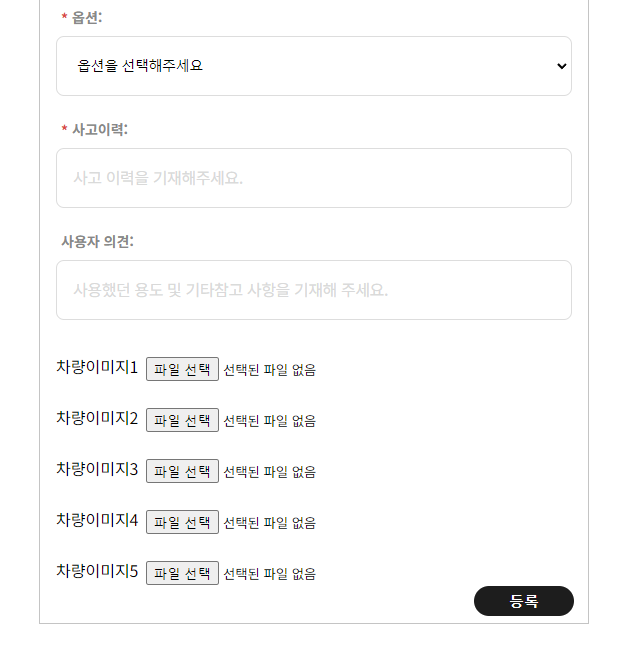 * 옵션:
옵션을 선택해주세요
* 사고이력:
사고 이력을 기재해주세요.
사용자 의견:
사용했던 용도 및 기타참고 사항을 기재해 주세요.
차량이미지1 파일 선택 선택된 파일 없음
차량이미지2 파일 선택 선택된 파일 없음
차량이미지3 파일 선택 선택된 파일 없음
차량이미지4 파일 선택 선택된 파일 없음
차량이미지5 파일 선택 선택된 파일 없음
등록